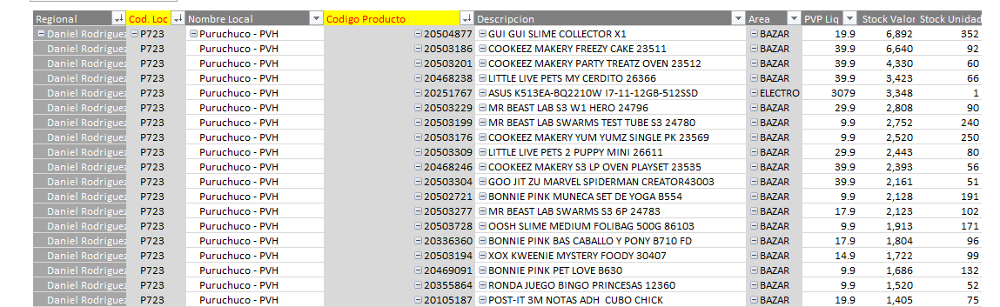 Regional Cod. Loc Nombre Local Codigo Producto Descripcion Area PVP Liq Stock Valor Stock Unidad
Daniel Rodriguez P723 Puruchuco - PVH 20504877 GUI GUI SLIME COLLECTOR X1 BAZAR 19.9 6,892 352
Daniel Rodriguez P723 Puruchuco - PVH 20503186 COOKEEZ MAKERY FREEZY CAKE 23511 BAZAR 39.9 6,640 92
Daniel Rodriguez P723 Puruchuco - PVH 20503201 COOKEEZ MAKERY PARTY TREATZ OVEN 23512 BAZAR 39.9 4,330 60
Daniel Rodriguez P723 Puruchuco - PVH 20468238 LITTLE LIVE PETS MY CERDITO 26366 BAZAR 39.9 3,423 66
Daniel Rodriguez P723 Puruchuco - PVH 20251767 ASUS K513EA-BQ2210W I7-11-12GB-512SSD ELECTRO 3079 3,348 1
Daniel Rodriguez P723 Puruchuco - PVH 20503229 MR BEAST LAB S3 W1 HERO 24796 BAZAR 29.9 2,808 90
Daniel Rodriguez P723 Puruchuco - PVH 20503199 MR BEAST LAB SWARMS TEST TUBE S3 24780 BAZAR 9.9 2,752 240
Daniel Rodriguez P723 Puruchuco - PVH 20503176 COOKEEZ MAKERY YUM YUMZ SINGLE PK 23569 BAZAR 9.9 2,520 250
Daniel Rodriguez P723 Puruchuco - PVH 20503309 LITTLE LIVE PETS 2 PUPPY MINI 26611 BAZAR 29.9 2,443 80
Daniel Rodriguez P723 Puruchuco - PVH 20468246 COOKEEZ MAKERY S3 LP OVEN PLAYSET 23535 BAZAR 39.9 2,393 56
Daniel Rodriguez P723 Puruchuco - PVH 20503304 GOO JIT ZU MARVEL SPIDERMAN CREATOR43003 BAZAR 39.9 2,161 51
Daniel Rodriguez P723 Puruchuco - PVH 20502721 BONNIE PINK MUNECA SET DE YOGA B554 BAZAR 9.9 2,128 191
Daniel Rodriguez P723 Puruchuco - PVH 20503277 MR BEAST LAB SWARMS S3 6P 24783 BAZAR 17.9 2,123 102
Daniel Rodriguez P723 Puruchuco - PVH 20503728 OOSH SLIME MEDIUM FOLIBAG 500G 86103 BAZAR 9.9 1,913 171
Daniel Rodriguez P723 Puruchuco - PVH 20336360 BONNIE PINK BAS CABALLO Y PONY B710 FD BAZAR 17.9 1,804 96
Daniel Rodriguez P723 Puruchuco - PVH 20503194 XOX KWEENIE MYSTERY FOODY 30407 BAZAR 14.9 1,722 99
Daniel Rodriguez P723 Puruchuco - PVH 20469091 BONNIE PINK PET LOVE B630 BAZAR 9.9 1,686 132
Daniel Rodriguez P723 Puruchuco - PVH 20355864 RONDA JUEGO BINGO PRINCESAS 12360 BAZAR 9.9 1,520 52
Daniel Rodriguez P723 Puruchuco - PVH 20105187 POST-IT 3M NOTAS ADH CUBO CHICK BAZAR 19.9 1,405 75